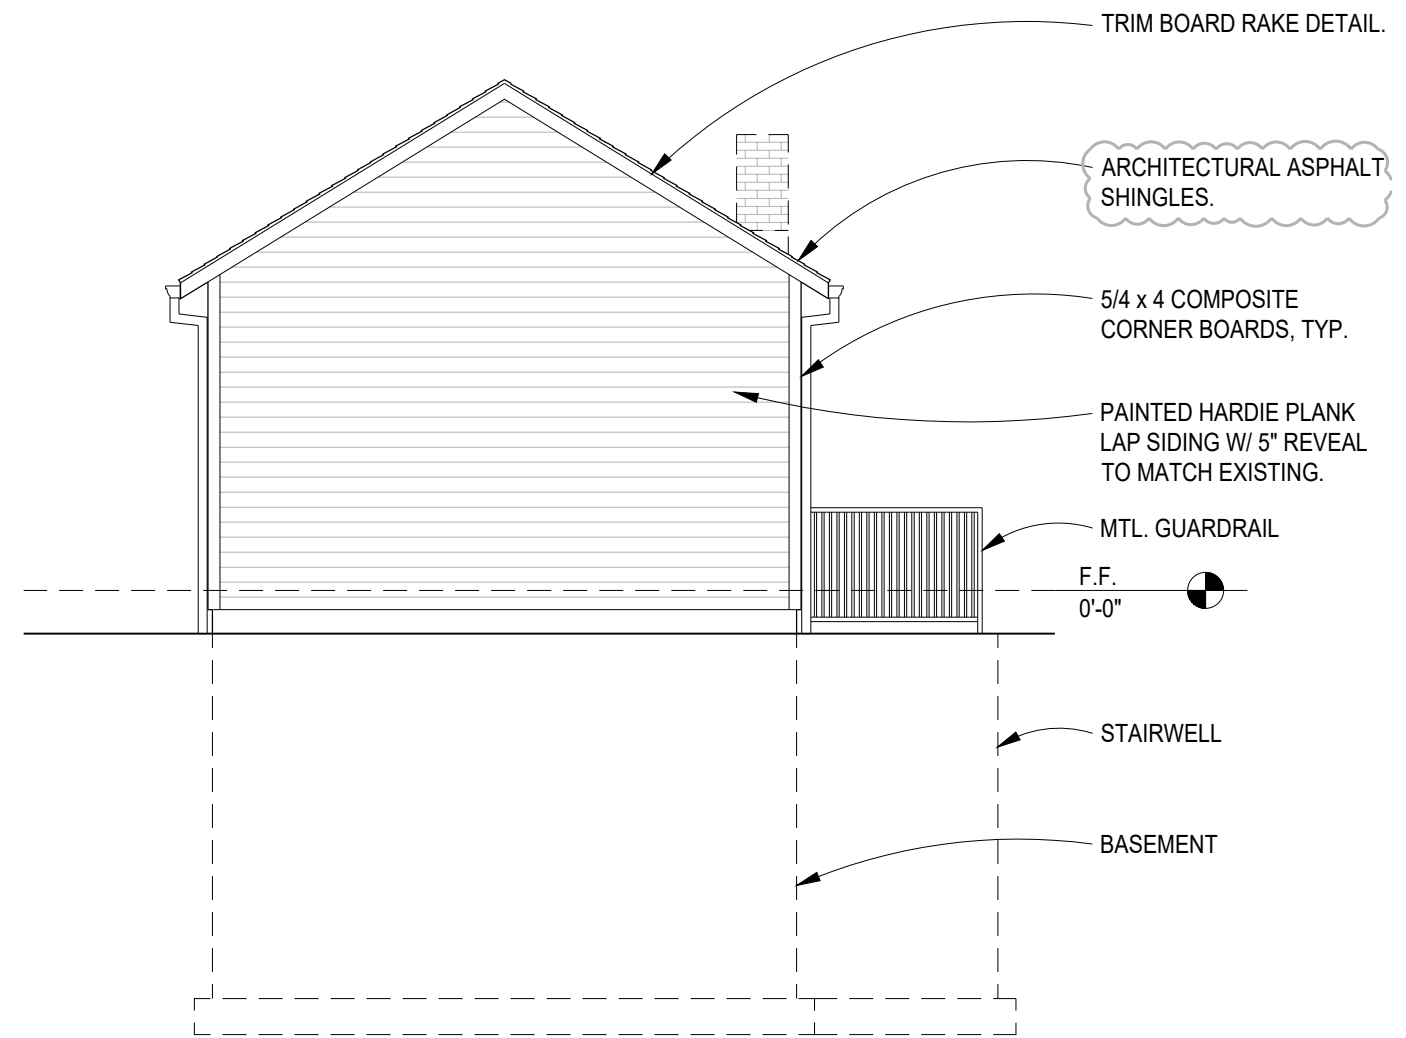 TRIM BOARD RAKE DETAIL.
ARCHITECTURAL ASPHALT
SHINGLES.
5/4 x 4 COMPOSITE
CORNER BOARDS, TYP.
PAINTED HARDIE PLANK
LAP SIDING W/ 5" REVEAL
TO MATCH EXISTING.
MTL. GUARDRAIL
F.F.
0'-0"
STAIRWELL
BASEMENT